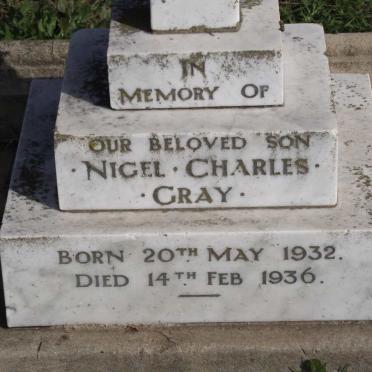 IN
MEMORY OF
OUR BELOVED SON
·NIGEL·CHARLES·
·GRAY·
BORN 20TH MAY 1932.
DIED 14TH FEB 1936.